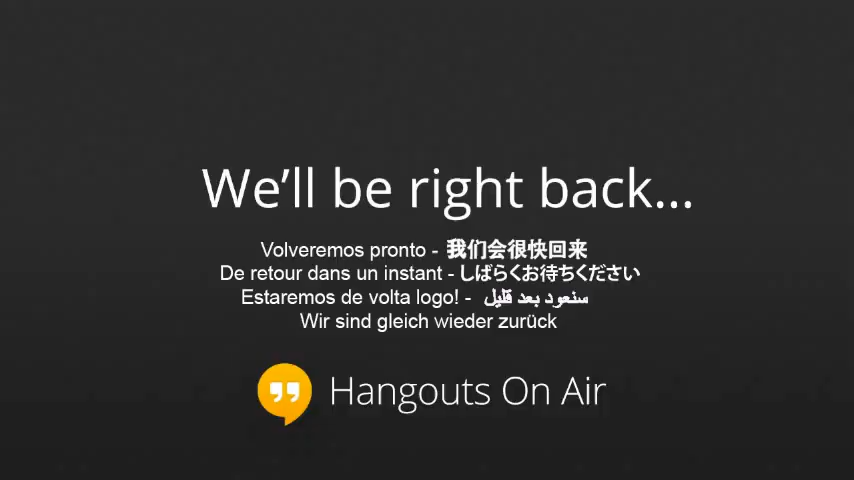 We'll be right back...
Volveremos pronto - 我们会很快回来
De retour dans un instant - しばらくお待ちください
Estaremos de volta logo! - سنعود بعد قليل
Wir sind gleich wieder zurück
Hangouts On Air